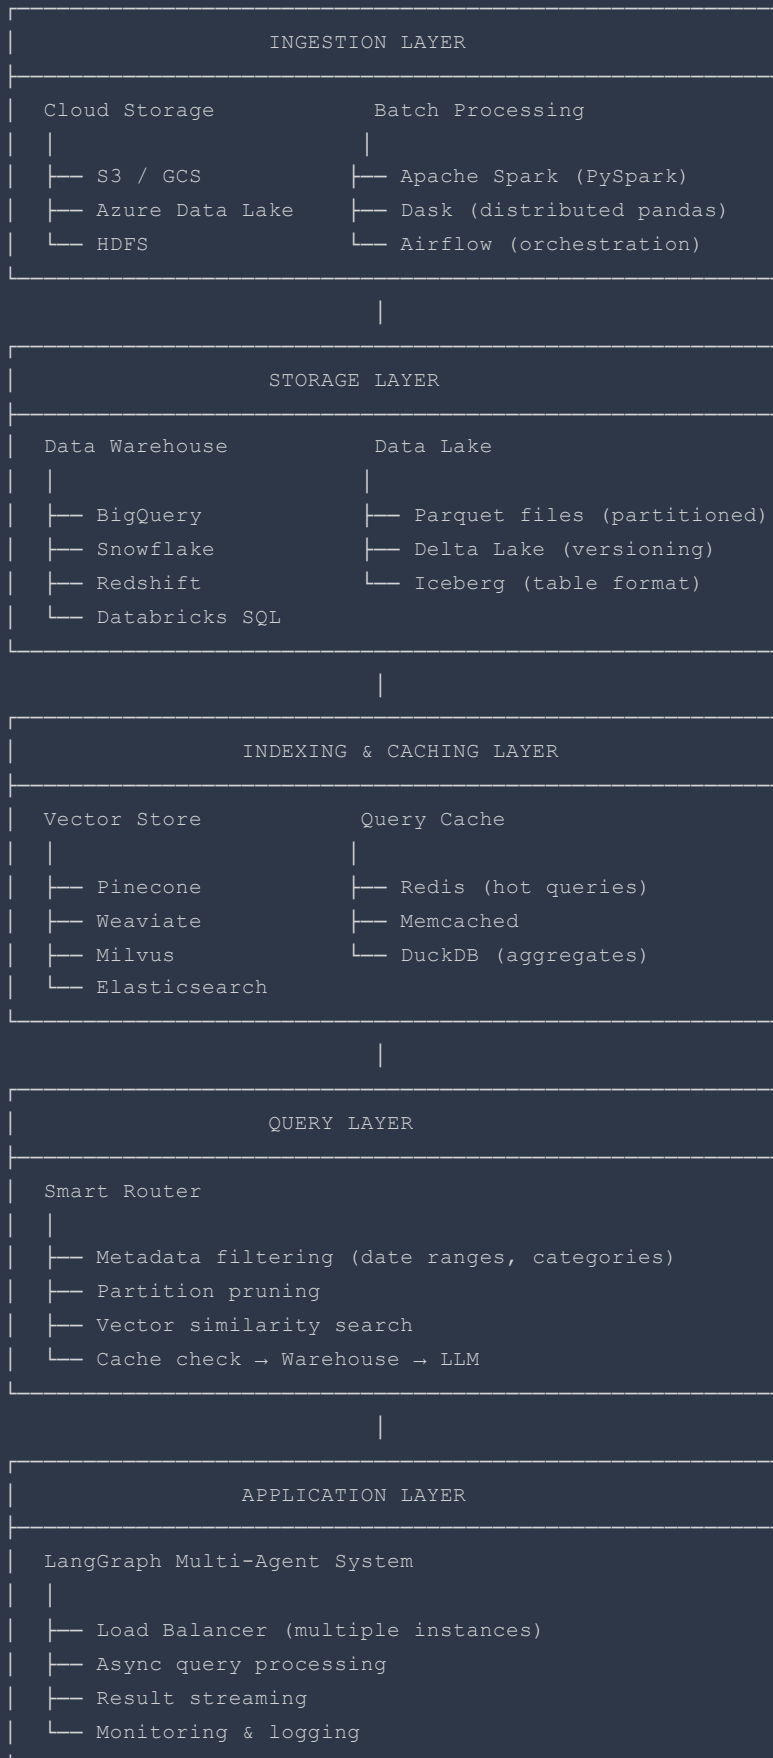 INGESTION LAYER
Cloud Storage Batch Processing
S3 / GCS Apache Spark (PySpark)
Azure Data Lake Dask (distributed pandas)
HDFS Airflow (orchestration)
STORAGE LAYER
Data Warehouse Data Lake
BigQuery Parquet files (partitioned)
Snowflake Delta Lake (versioning)
Redshift Iceberg (table format)
Databricks SQL
INDEXING & CACHING LAYER
Vector Store Query Cache
Pinecone Redis (hot queries)
Weaviate Memcached
Milvus DuckDB (aggregates)
Elasticsearch
QUERY LAYER
Smart Router
Metadata filtering (date ranges, categories)
Partition pruning
Vector similarity search
Cache check → Warehouse → LLM
APPLICATION LAYER
LangGraph Multi-Agent System
Load Balancer (multiple instances)
Async query processing
Result streaming
Monitoring & logging